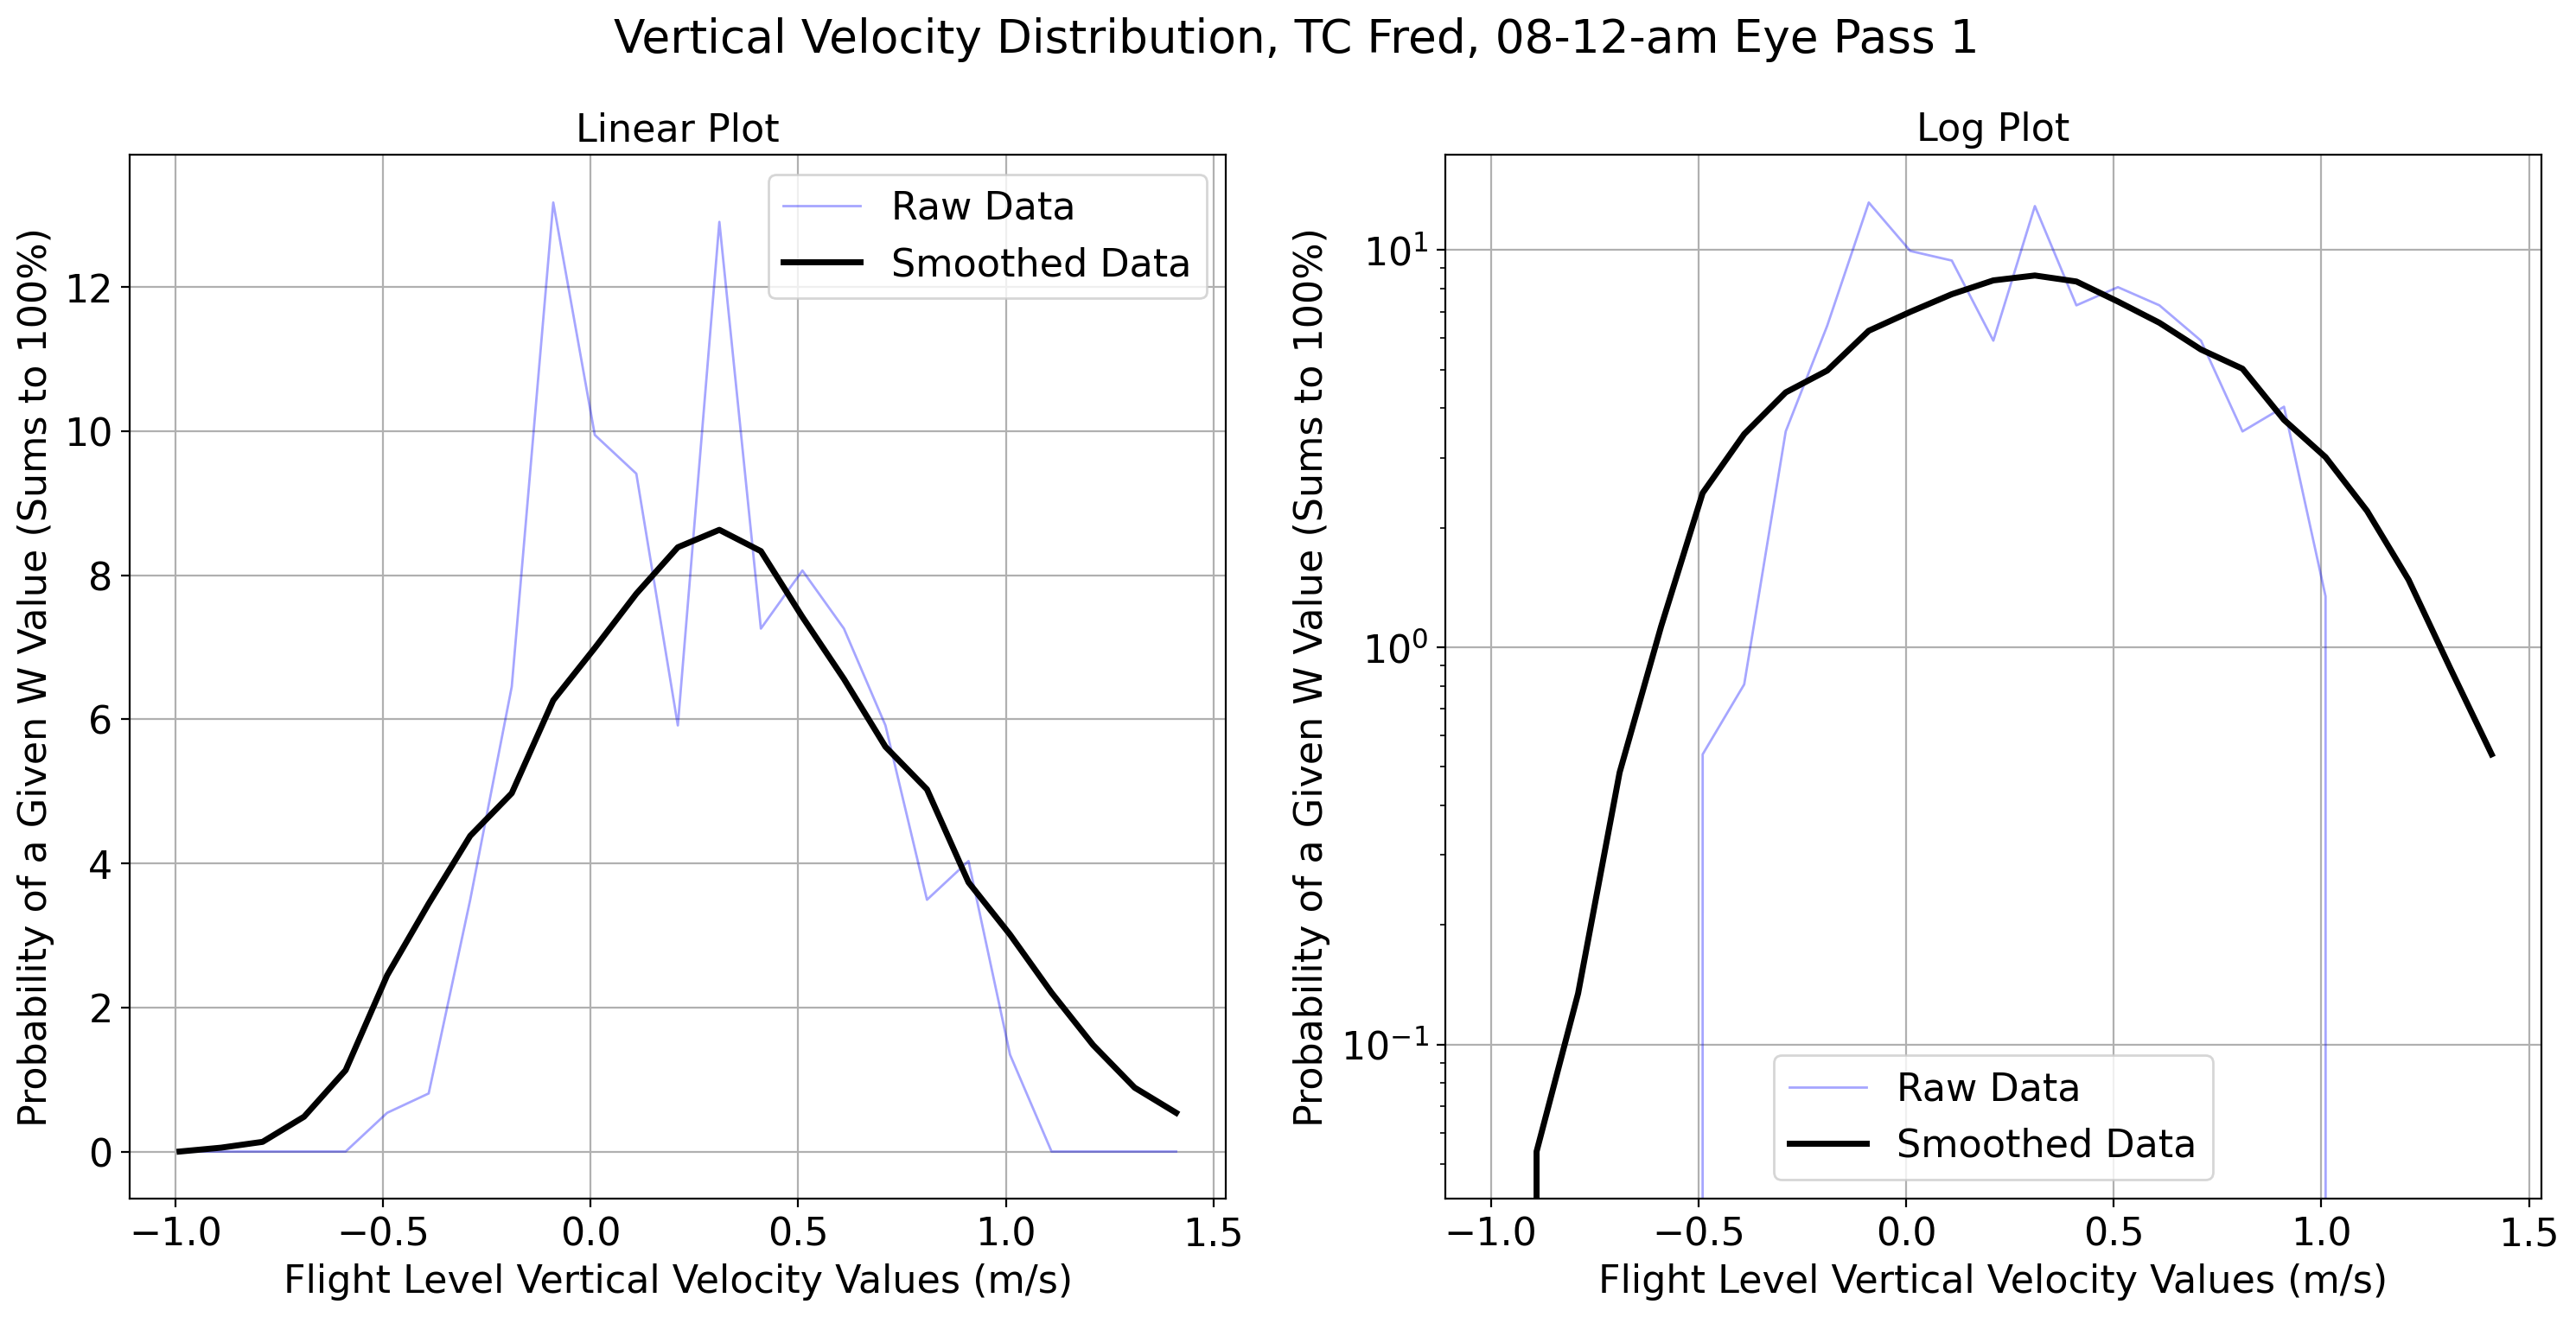 Vertical Velocity Distribution, TC Fred, 08-12-am Eye Pass 1
Linear Plot
Probability of a Given W Value (Sums to 100%)
12
10
8
6
4
2
0
Raw Data
Smoothed Data
−1.0 −0.5 0.0 0.5 1.0 1.5
Flight Level Vertical Velocity Values (m/s)
Log Plot
Probability of a Given W Value (Sums to 100%)
10¹
10⁰
10⁻¹
Raw Data
Smoothed Data
−1.0 −0.5 0.0 0.5 1.0 1.5
Flight Level Vertical Velocity Values (m/s)